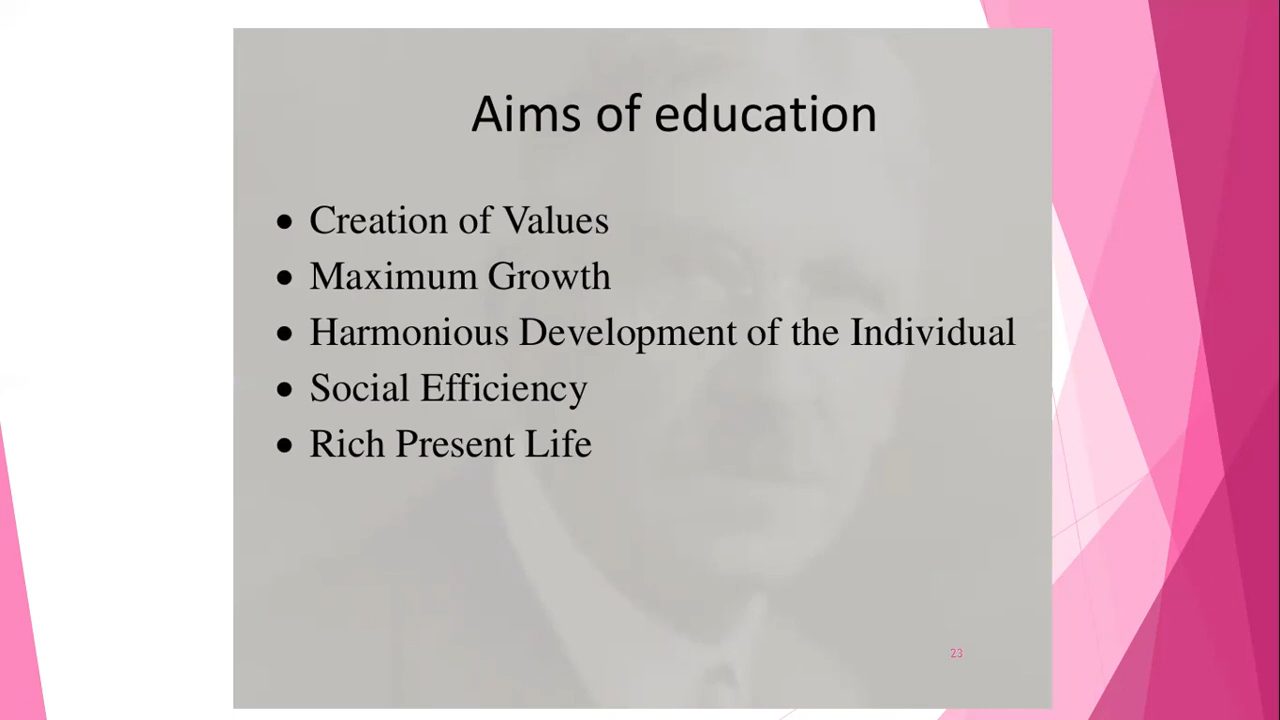 Aims of education
• Creation of Values
• Maximum Growth
• Harmonious Development of the Individual
• Social Efficiency
• Rich Present Life
23